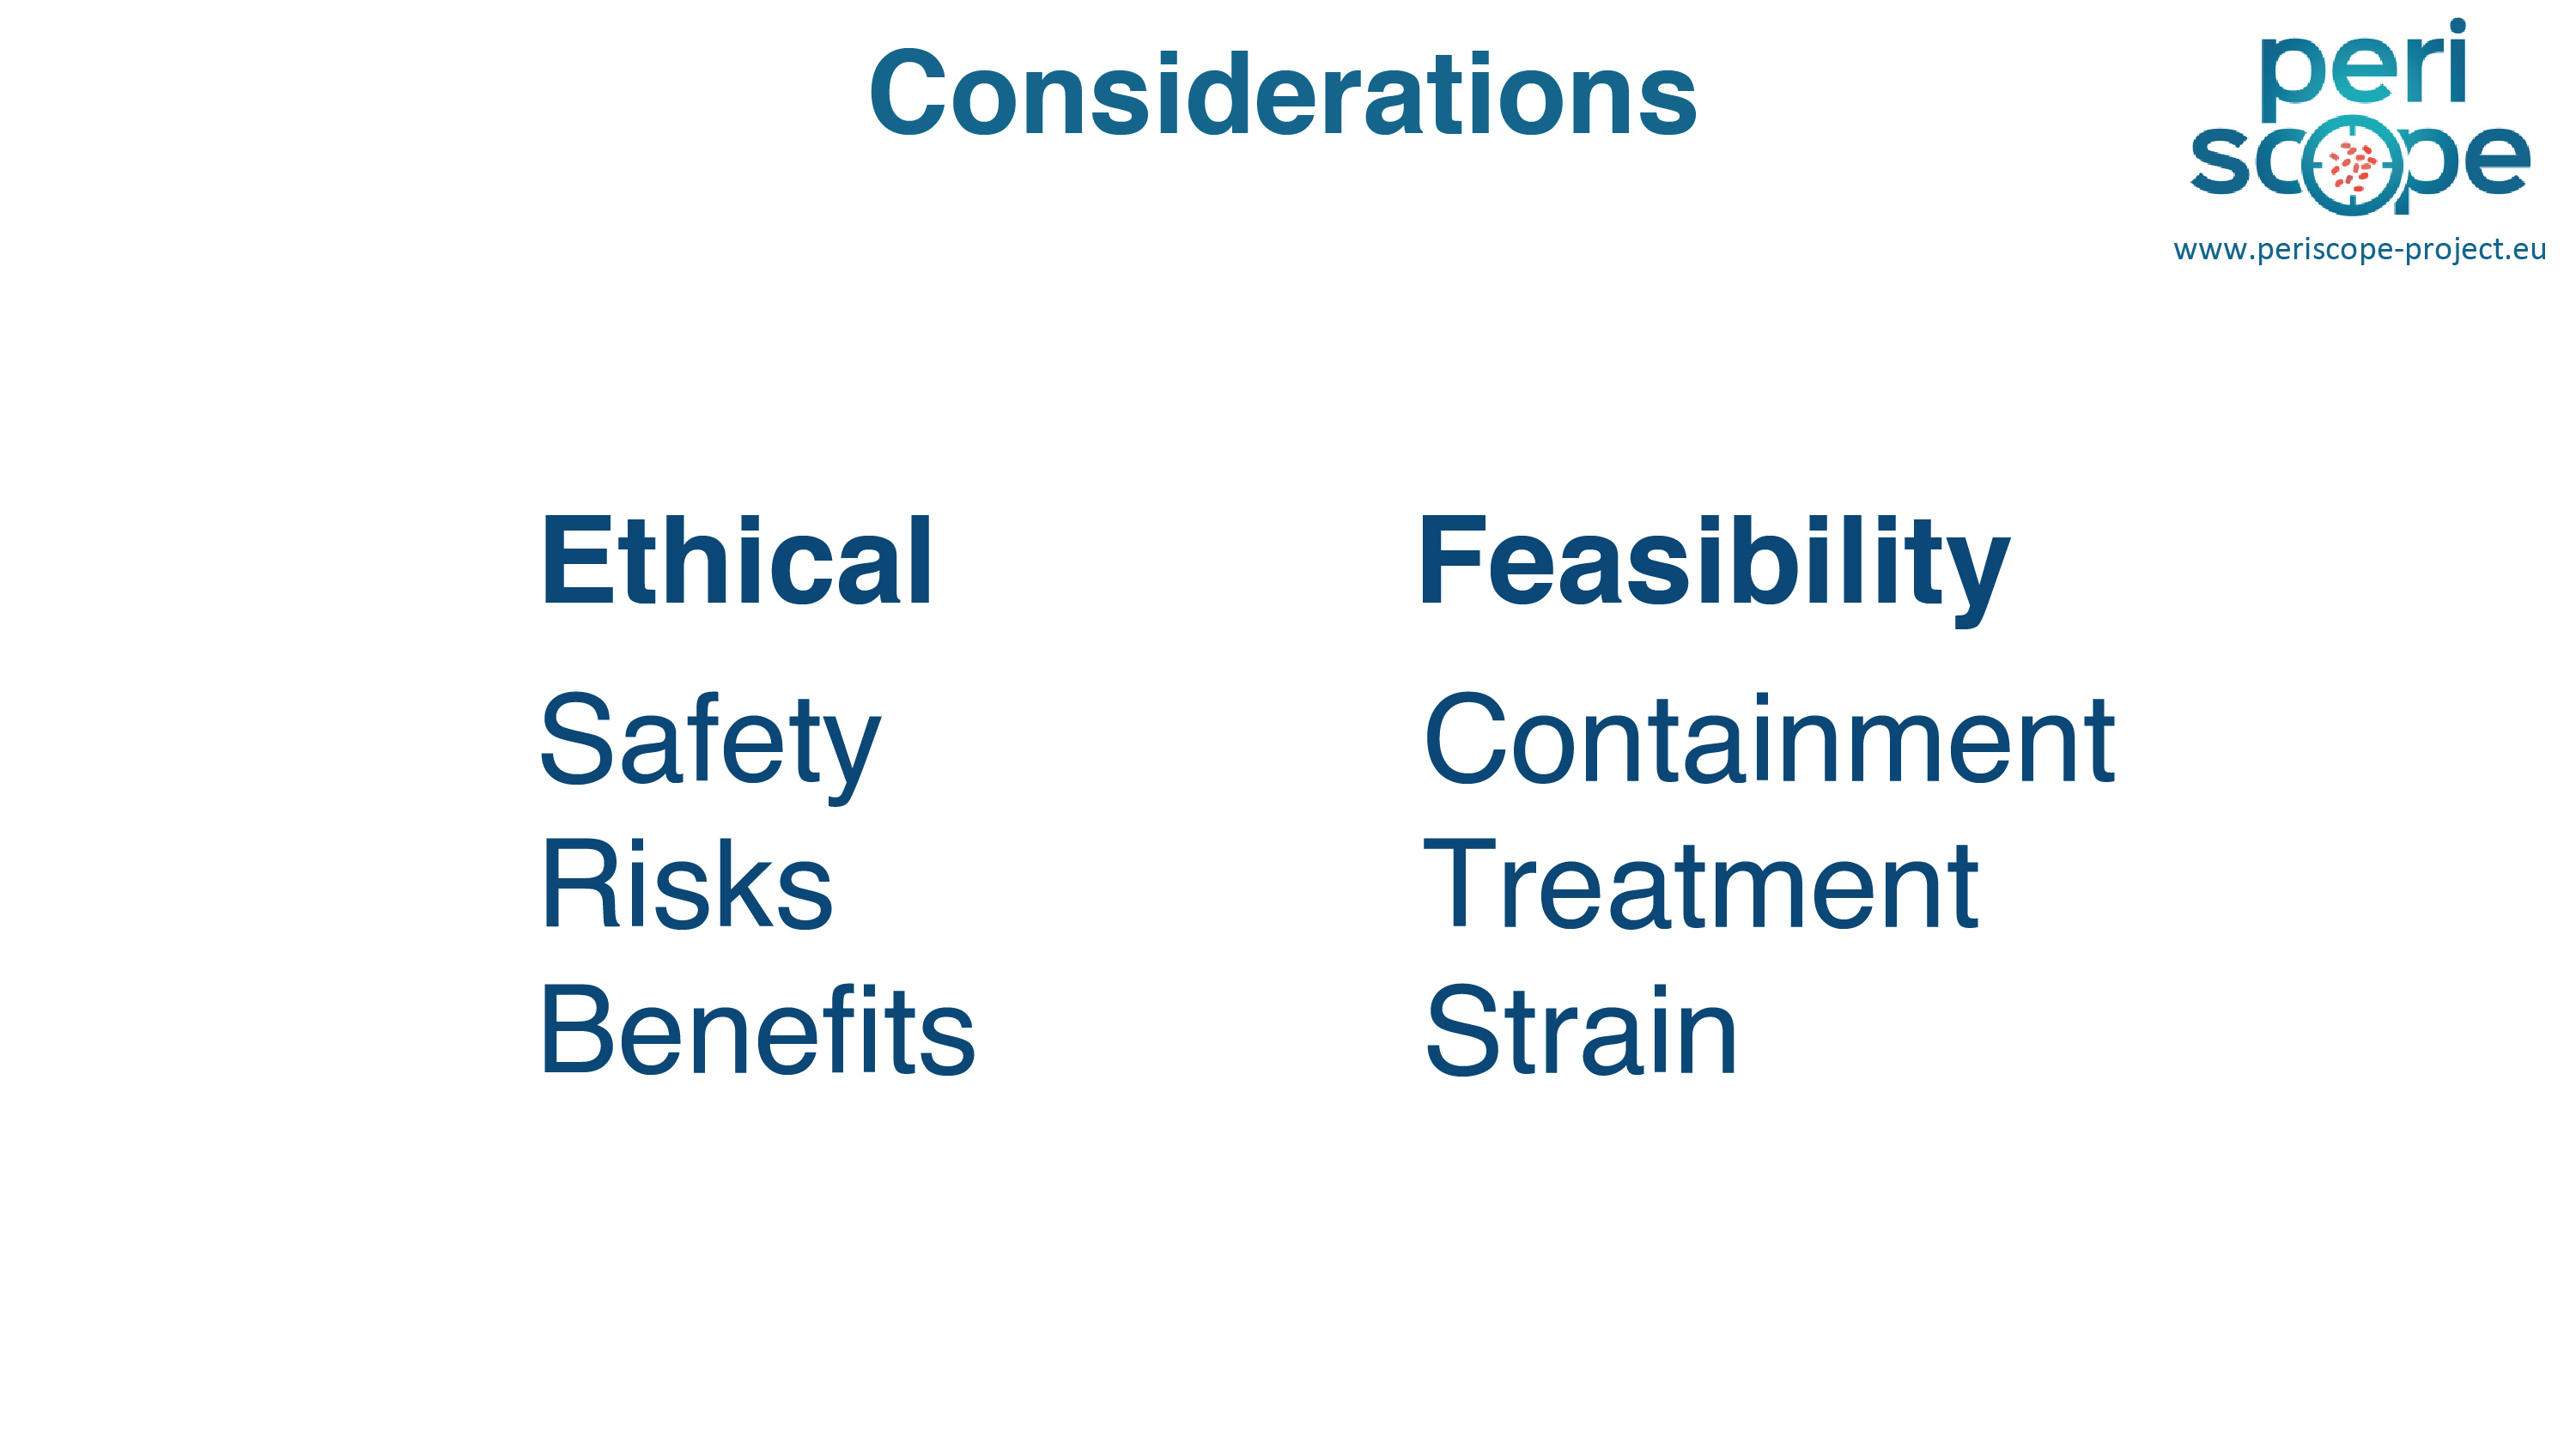 Considerations
peri
scope
www.periscope-project.eu
Ethical
Safety
Risks
Benefits
Feasibility
Containment
Treatment
Strain